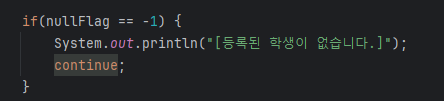 if(nullFlag == -1) {
System.out.println("[등록된 학생이 없습니다.]");
continue;
}